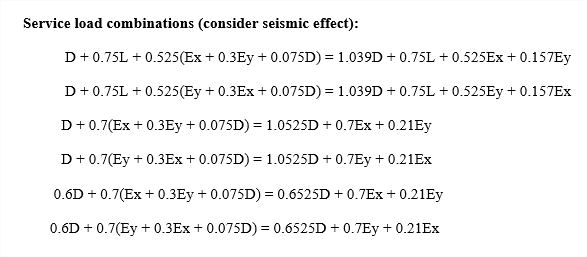 Service load combinations (consider seismic effect):
D + 0.75L + 0.525(Ex + 0.3Ey + 0.075D) = 1.039D + 0.75L + 0.525Ex + 0.157Ey
D + 0.75L + 0.525(Ey + 0.3Ex + 0.075D) = 1.039D + 0.75L + 0.525Ey + 0.157Ex
D + 0.7(Ex + 0.3Ey + 0.075D) = 1.0525D + 0.7Ex + 0.21Ey
D + 0.7(Ey + 0.3Ex + 0.075D) = 1.0525D + 0.7Ey + 0.21Ex
0.6D + 0.7(Ex + 0.3Ey + 0.075D) = 0.6525D + 0.7Ex + 0.21Ey
0.6D + 0.7(Ey + 0.3Ex + 0.075D) = 0.6525D + 0.7Ey + 0.21Ex